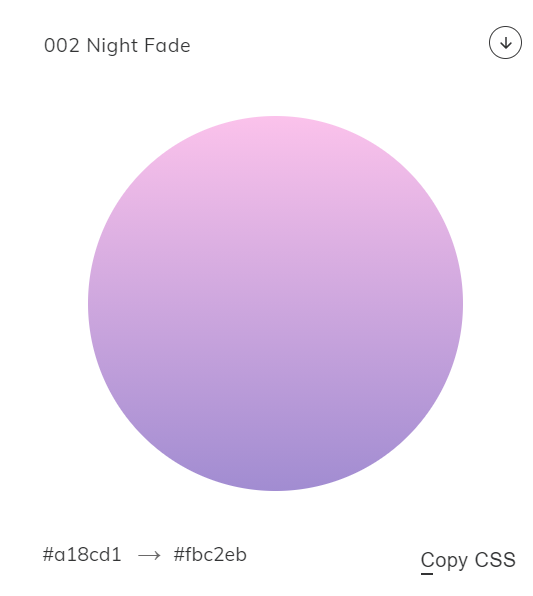 002 Night Fade
#a18cd1 → #fbc2eb
Copy CSS